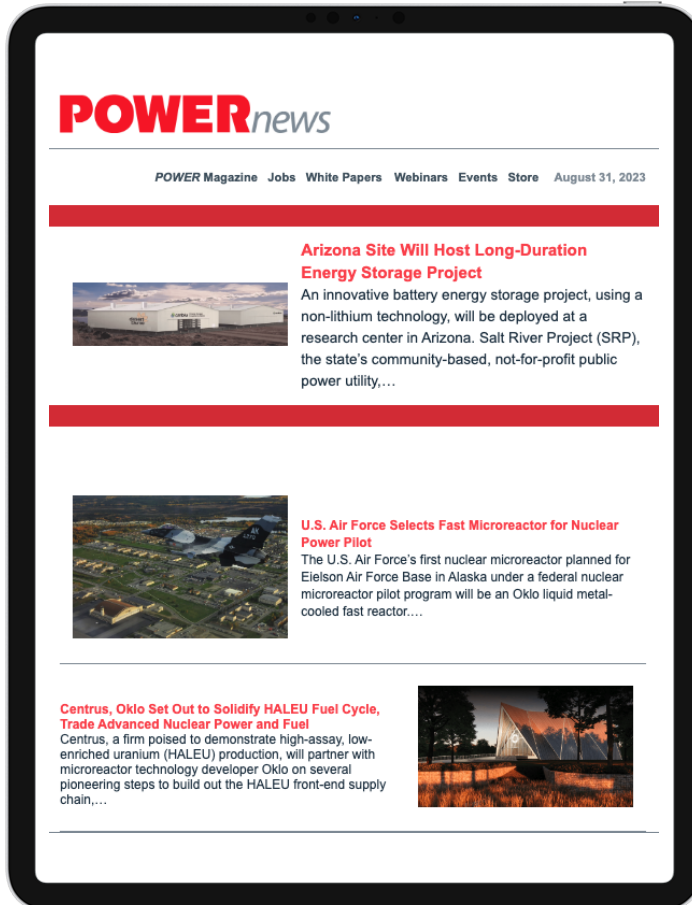 POWERnews
POWER Magazine Jobs White Papers Webinars Events Store August 31, 2023
Arizona Site Will Host Long-Duration
Energy Storage Project
An innovative battery energy storage project, using a
non-lithium technology, will be deployed at a
research center in Arizona. Salt River Project (SRP),
the state's community-based, not-for-profit public
power utility,…
U.S. Air Force Selects Fast Microreactor for Nuclear
Power Pilot
The U.S. Air Force's first nuclear microreactor planned for
Eielson Air Force Base in Alaska under a federal nuclear
microreactor pilot program will be an Oklo liquid metal-
cooled fast reactor.…
Centrus, Oklo Set Out to Solidify HALEU Fuel Cycle,
Trade Advanced Nuclear Power and Fuel
Centrus, a firm poised to demonstrate high-assay, low-
enriched uranium (HALEU) production, will partner with
microreactor technology developer Oklo on several
pioneering steps to build out the HALEU front-end supply
chain,…